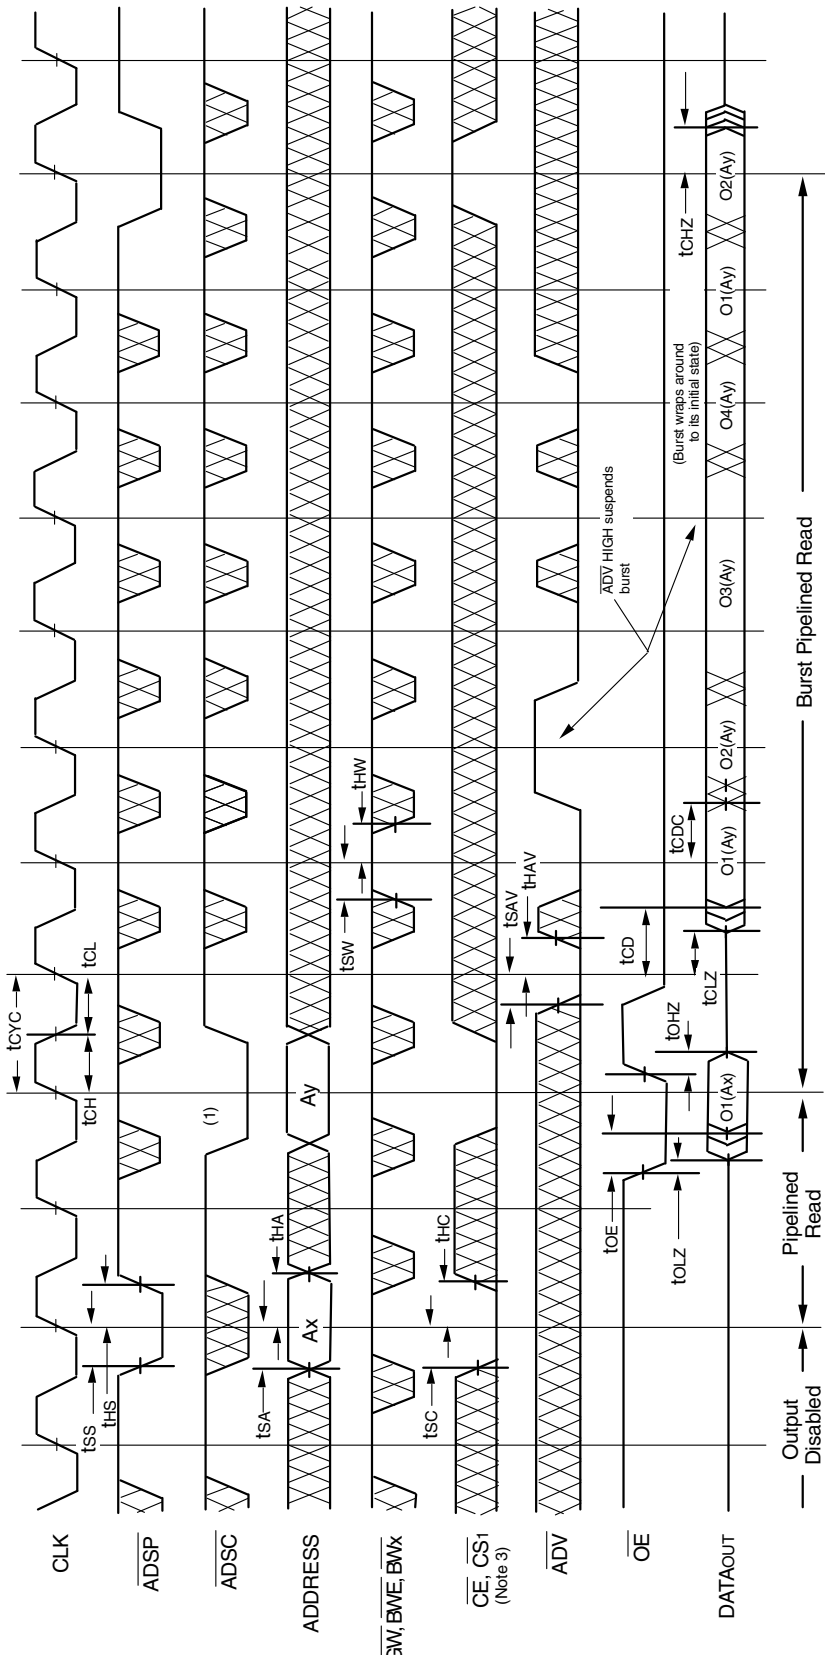 CLK
tCYC
tCH
tCL
tSS
tHS
ADSP
ADSC
(1)
ADDRESS
tSA
tHA
Ax
Ay
GW, BWE, BWx
tSW
tHW
CE, CS1
(Note 3)
tSC
tHC
ADV
tSAV
tHAV
ADV HIGH suspends
burst
OE
tOE
tOHZ
tCD
tOLZ
tCLZ
tCDC
tCHZ
(Burst wraps around
to its initial state)
DATAOUT
O1(Ax)
O1(Ay)
O2(Ay)
O3(Ay)
O4(Ay)
O1(Ay)
O2(Ay)
Output
Disabled
Pipelined
Read
Burst Pipelined Read